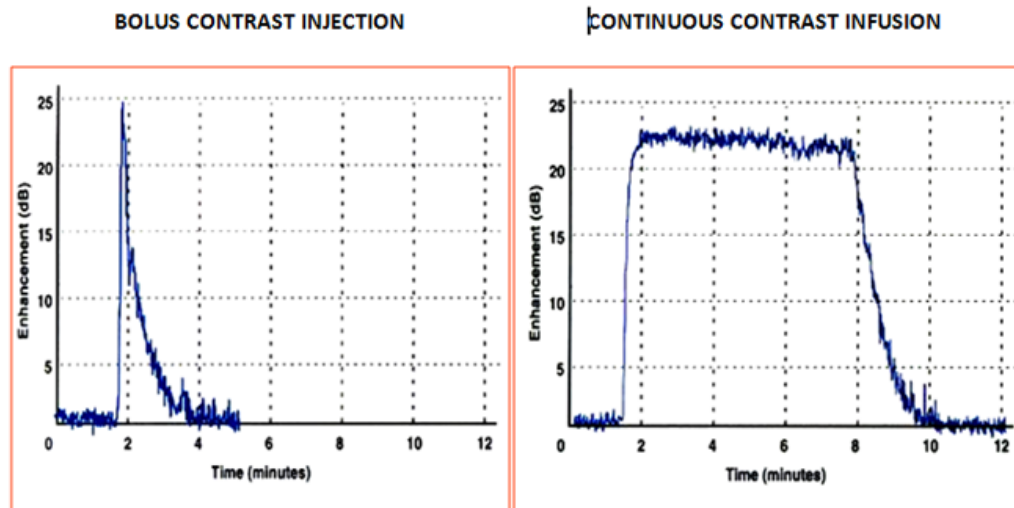 BOLUS CONTRAST INJECTION
CONTINUOUS CONTRAST INFUSION
25
20
15
10
5
0 2 4 6 8 10 12
Enhancement (dB)
Time (minutes)
25
20
15
10
5
0 2 4 6 8 10 12
Enhancement (dB)
Time (minutes)